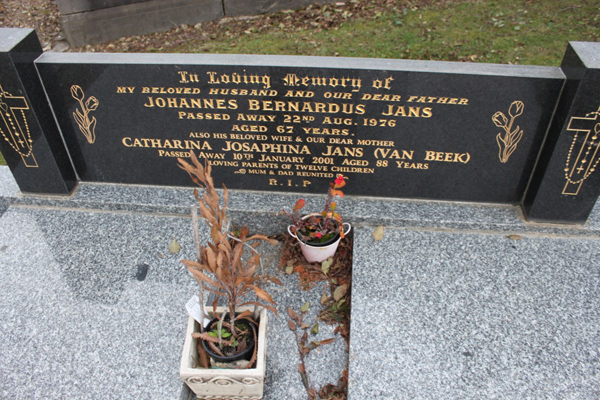 In Loving Memory of
MY BELOVED HUSBAND AND OUR DEAR FATHER
JOHANNES BERNARDUS JANS
PASSED AWAY 22ND AUG. 1976
AGED 67 YEARS.
ALSO HIS BELOVED WIFE & OUR DEAR MOTHER
CATHARINA JOSAPHINA JANS (VAN BEEK)
PASSED AWAY 10TH JANUARY 2001 AGED 88 YEARS
LOVING PARENTS OF TWELVE CHILDREN
MUM & DAD REUNITED
R.I.P